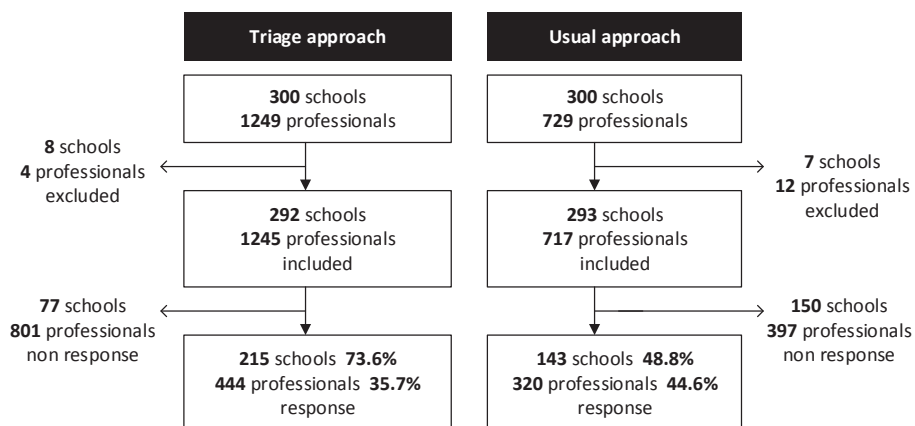 Triage approach
Usual approach
300 schools
1249 professionals
300 schools
729 professionals
8 schools
4 professionals
excluded
7 schools
12 professionals
excluded
292 schools
1245 professionals
included
293 schools
717 professionals
included
77 schools
801 professionals
non response
150 schools
397 professionals
non response
215 schools 73.6%
444 professionals 35.7%
response
143 schools 48.8%
320 professionals 44.6%
response